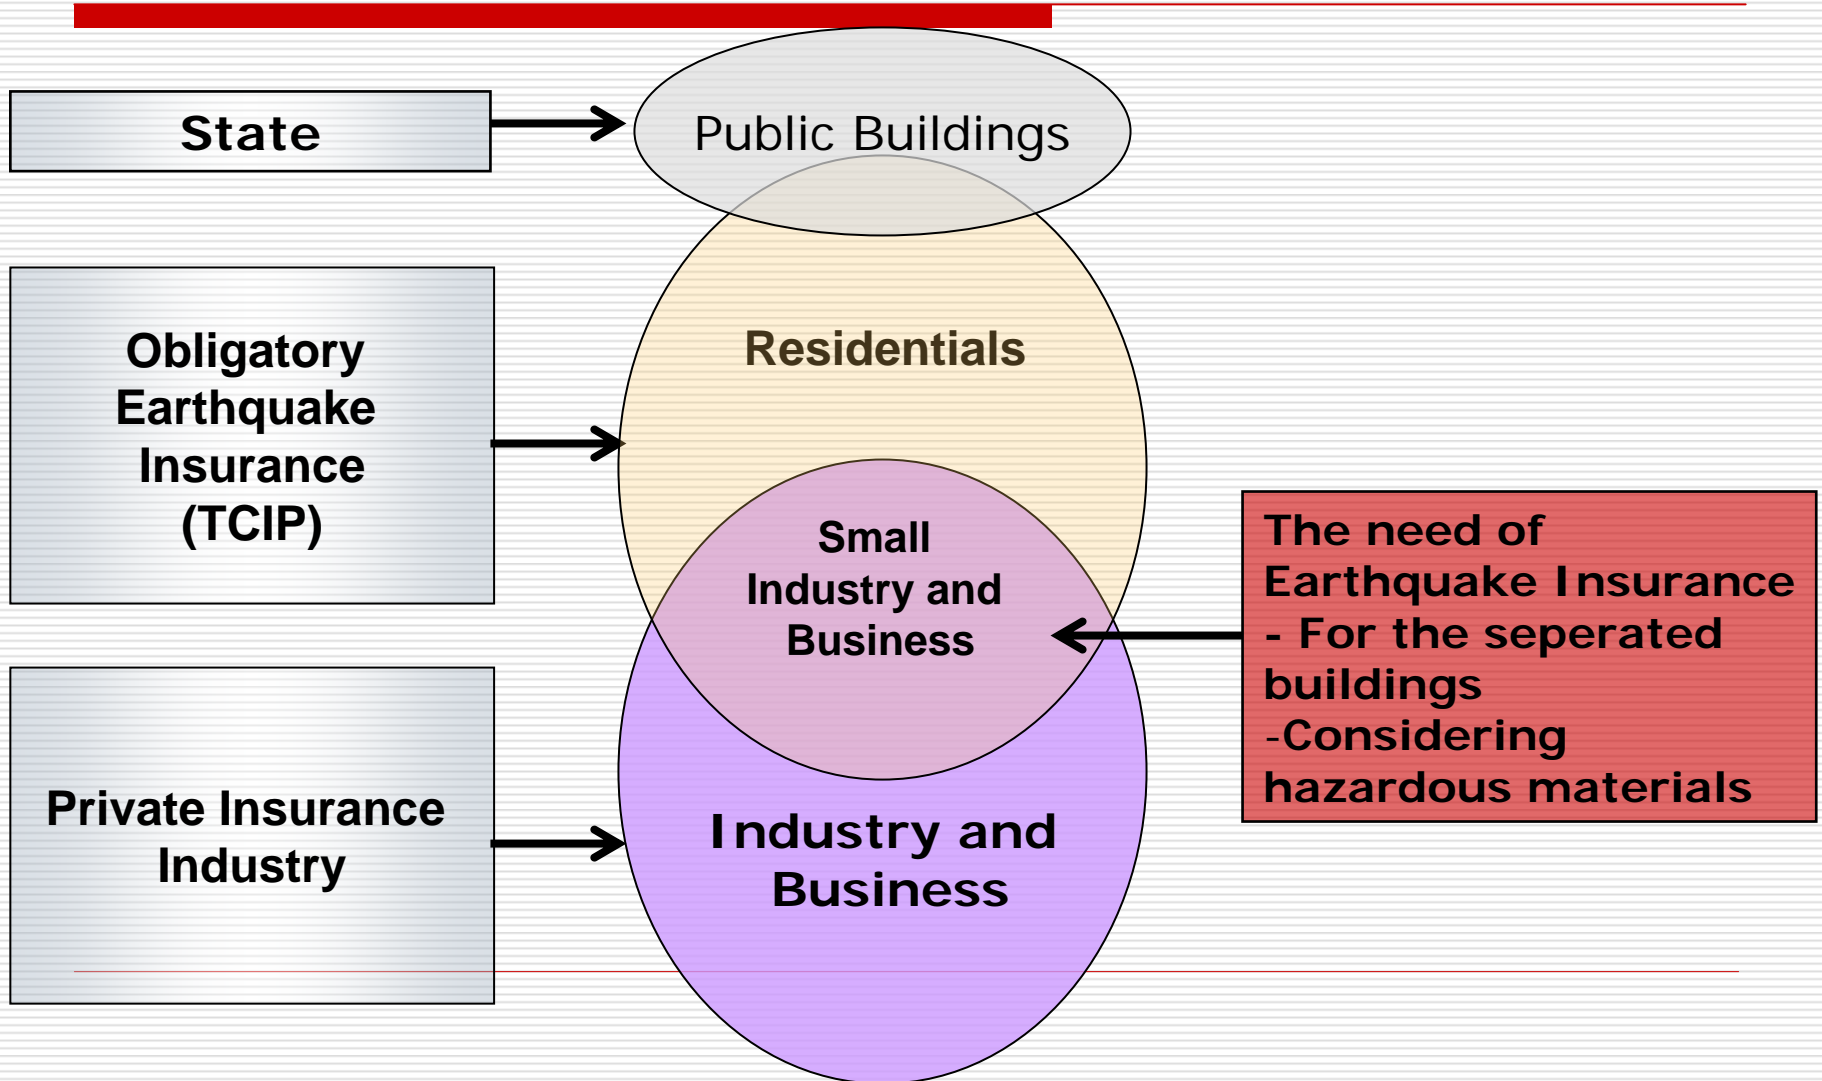 State
Public Buildings
Obligatory
Earthquake
Insurance
(TCIP)
Residentials
Small
Industry and
Business
The need of
Earthquake Insurance
- For the seperated
buildings
-Considering
hazardous materials
Private Insurance
Industry
Industry and
Business